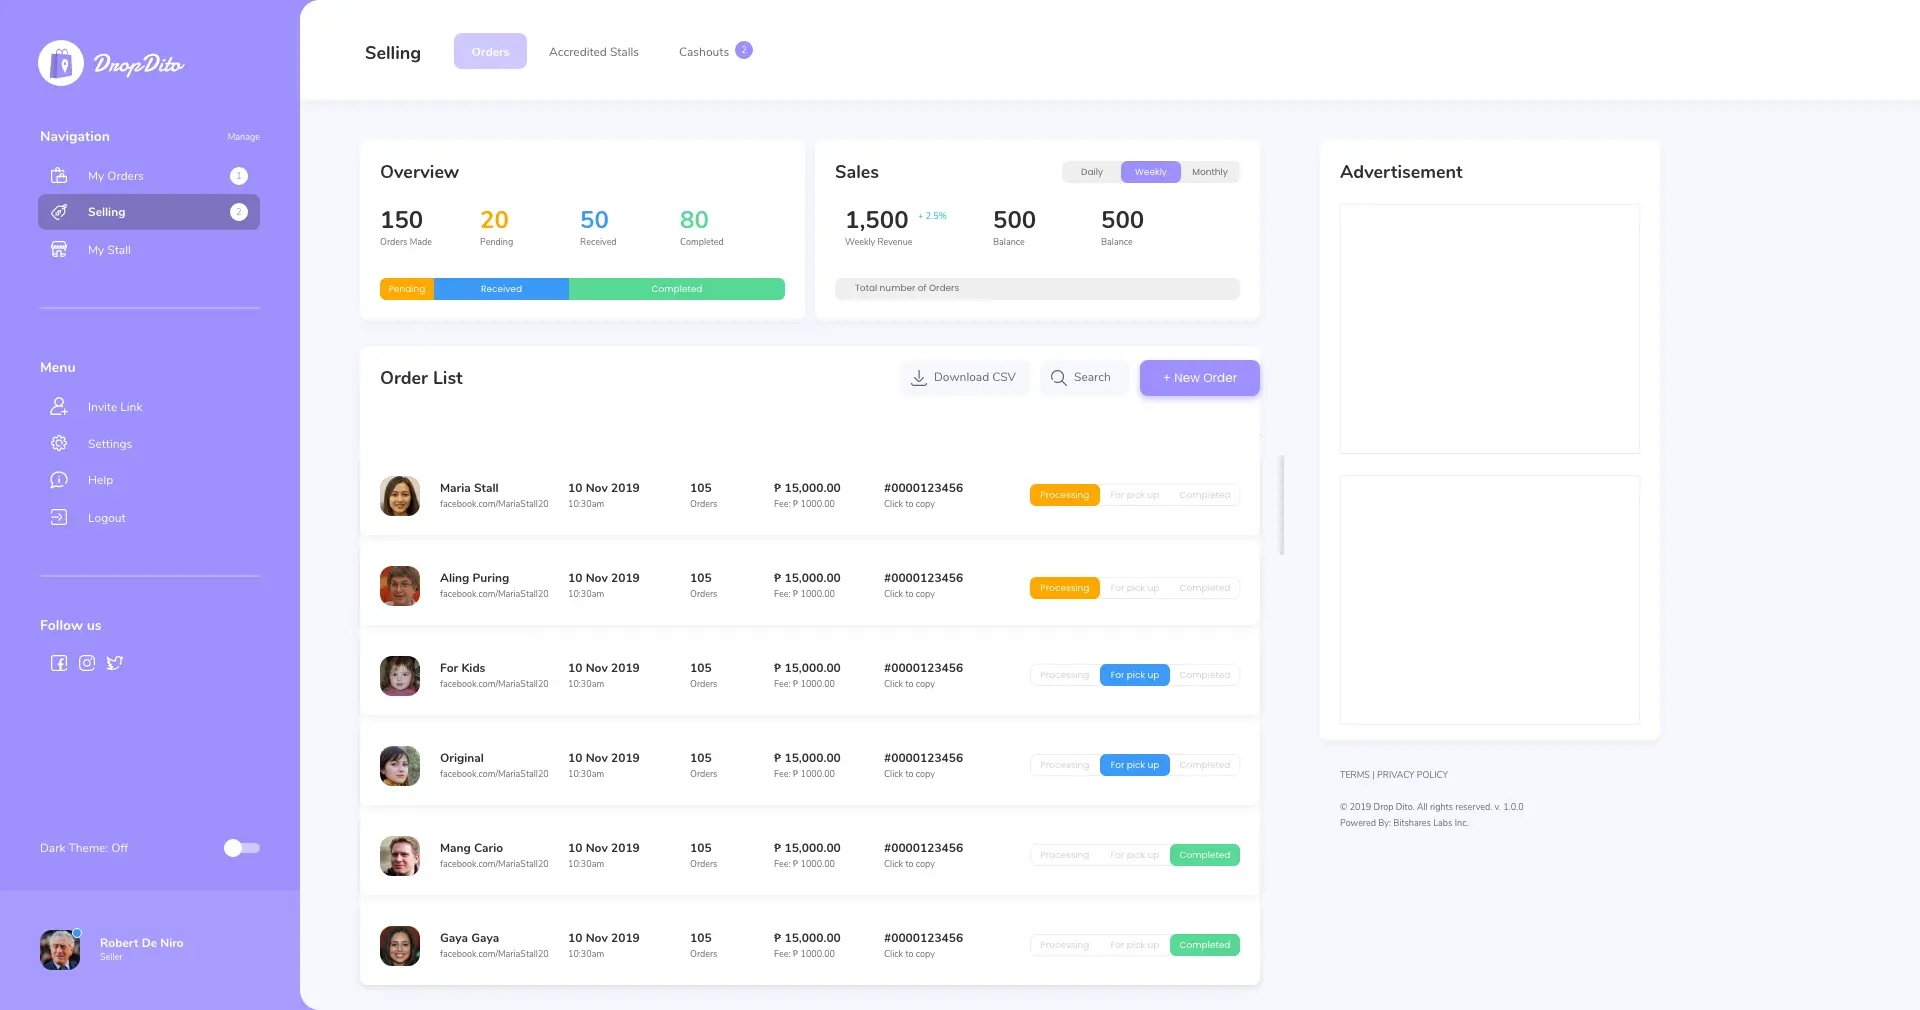 DropDito
Navigation
Manage
My Orders
1
Selling
2
My Stall
Menu
Invite Link
Settings
Help
Logout
Follow us
Dark Theme: Off
Robert De Niro
Seller
Selling
Orders
Accredited Stalls
Cashouts
2
Overview
150
20
50
80
Orders Made
Pending
Received
Completed
Pending
Received
Completed
Sales
Daily
Weekly
Monthly
1,500
+ 2.5%
500
500
Weekly Revenue
Balance
Balance
Total number of Orders
Order List
Download CSV
Search
+ New Order
Maria Stall
10 Nov 2019
105
₱ 15,000.00
#0000123456
facebook.com/MariaStall20
10:30am
Orders
Fee: ₱ 1000.00
Click to copy
Processing
For pick up
Completed
Aling Puring
10 Nov 2019
105
₱ 15,000.00
#0000123456
facebook.com/MariaStall20
10:30am
Orders
Fee: ₱ 1000.00
Click to copy
Processing
For pick up
Completed
For Kids
10 Nov 2019
105
₱ 15,000.00
#0000123456
facebook.com/MariaStall20
10:30am
Orders
Fee: ₱ 1000.00
Click to copy
Processing
For pick up
Completed
Original
10 Nov 2019
105
₱ 15,000.00
#0000123456
facebook.com/MariaStall20
10:30am
Orders
Fee: ₱ 1000.00
Click to copy
Processing
For pick up
Completed
Mang Cario
10 Nov 2019
105
₱ 15,000.00
#0000123456
facebook.com/MariaStall20
10:30am
Orders
Fee: ₱ 1000.00
Click to copy
Processing
For pick up
Completed
Gaya Gaya
10 Nov 2019
105
₱ 15,000.00
#0000123456
facebook.com/MariaStall20
10:30am
Orders
Fee: ₱ 1000.00
Click to copy
Processing
For pick up
Completed
Advertisement
TERMS | PRIVACY POLICY
© 2019 Drop Dito. All rights reserved. v. 1.0.0
Powered By: Bitshares Labs Inc.